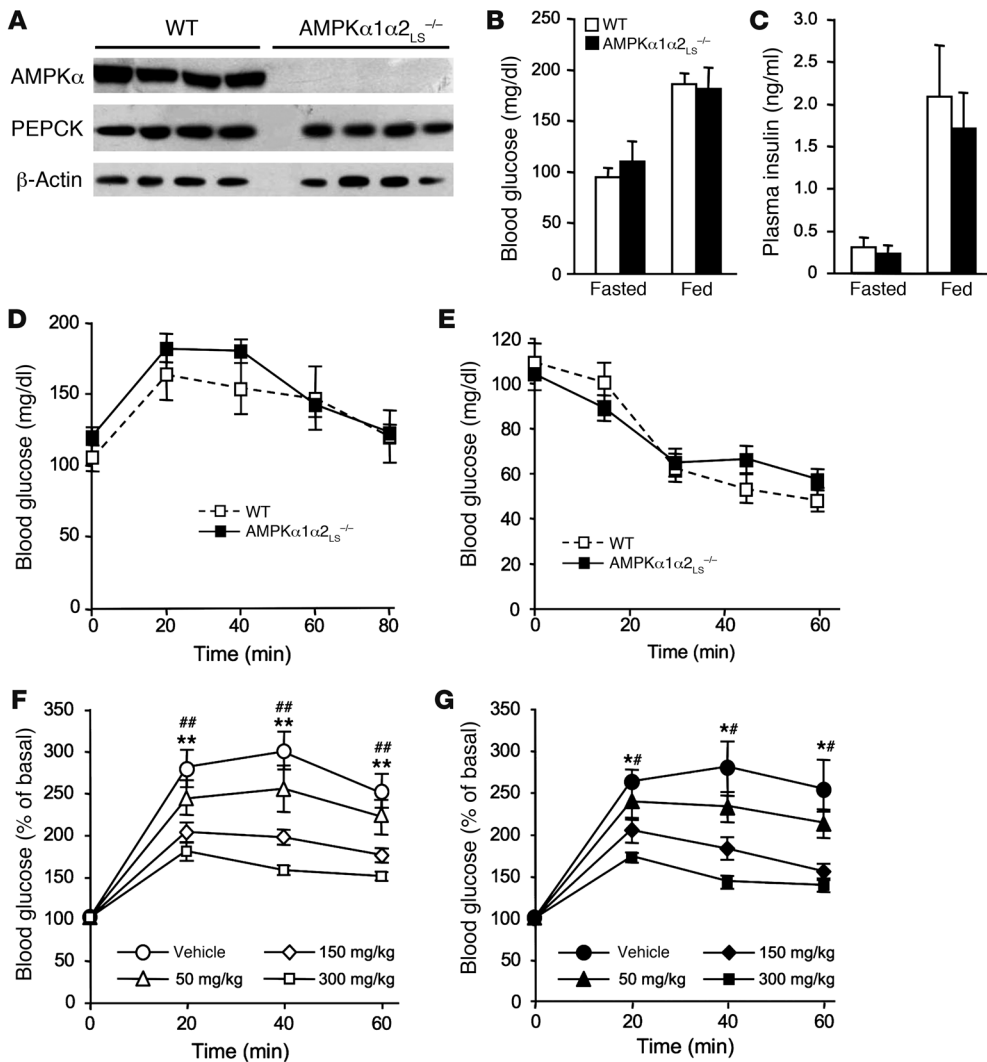 A
WT
AMPKα1α2LS−/−
AMPKα
PEPCK
β-Actin
B
WT
AMPKα1α2LS−/−
Blood glucose (mg/dl)
250
200
150
100
50
0
Fasted
Fed
C
Plasma insulin (ng/ml)
3.0
2.5
2.0
1.5
1.0
0.5
0
Fasted
Fed
D
Blood glucose (mg/dl)
200
150
100
50
0
WT
AMPKα1α2LS−/−
0
20
40
60
80
Time (min)
E
Blood glucose (mg/dl)
120
100
80
60
40
20
0
WT
AMPKα1α2LS−/−
0
20
40
60
Time (min)
F
Blood glucose (% of basal)
350
300
250
200
150
100
50
0
##
**
##
**
##
**
Vehicle
150 mg/kg
50 mg/kg
300 mg/kg
0
20
40
60
Time (min)
G
Blood glucose (% of basal)
350
300
250
200
150
100
50
0
*#
*#
*#
Vehicle
150 mg/kg
50 mg/kg
300 mg/kg
0
20
40
60
Time (min)